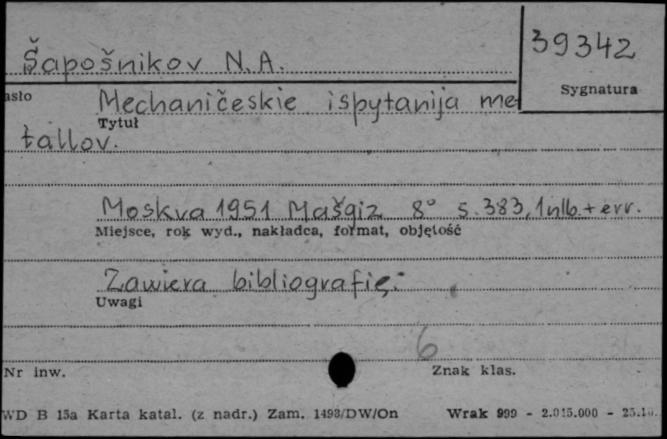 39342
Šapošnikov N.A.
Sygnatura
asło
Mechaničeskie ispytanija me-
Tytuł
tallov.
Moskva 1951 Mašgiz 8° s. 383, 1 nlb. + err.
Miejsce, rok wyd., nakładca, format, objętość
Zawiera bibliografię.
Uwagi
6
Nr inw.
Znak klas.
WD B 15a Karta katal. (z nadr.) Zam. 1493/DW/On Wrak 999 - 2.015.000 -